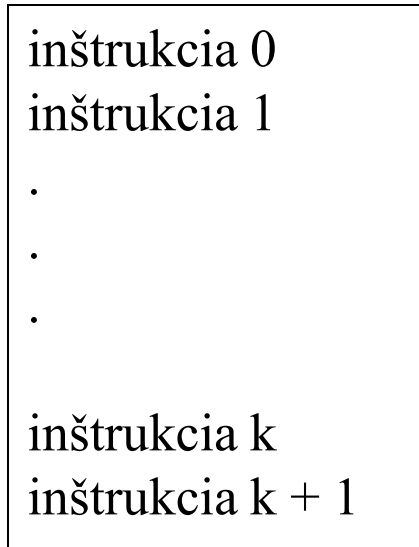 inštrukcia 0
inštrukcia 1
.
.
.
inštrukcia k
inštrukcia k + 1